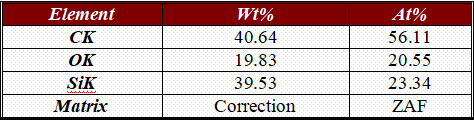 Element Wt% At%
CK 40.64 56.11
OK 19.83 20.55
SiK 39.53 23.34
Matrix Correction ZAF